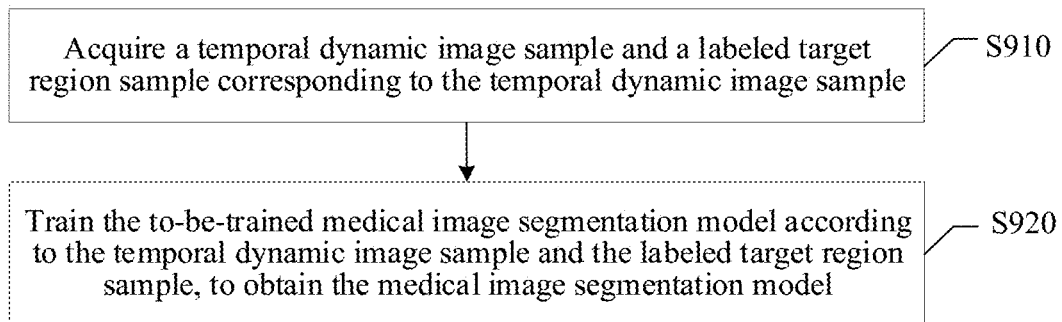 Acquire a temporal dynamic image sample and a labeled target
region sample corresponding to the temporal dynamic image sample
S910
Train the to-be-trained medical image segmentation model according
to the temporal dynamic image sample and the labeled target region
sample, to obtain the medical image segmentation model
S920